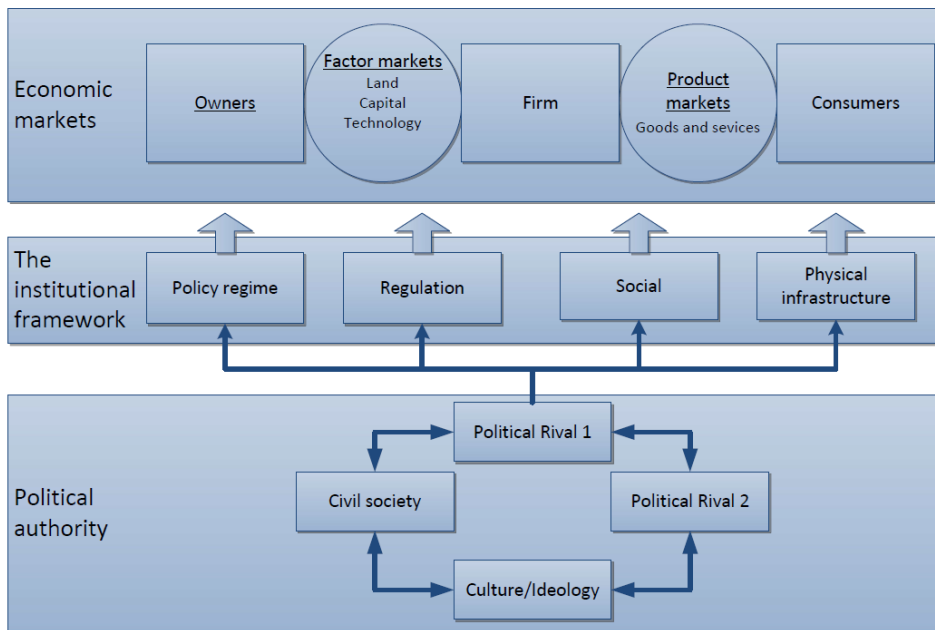 Economic
markets
Owners
Factor markets
Land
Capital
Technology
Firm
Product
markets
Goods and sevices
Consumers
The
institutional
framework
Policy regime
Regulation
Social
Physical
infrastructure
Political
authority
Political Rival 1
Civil society
Political Rival 2
Culture/Ideology